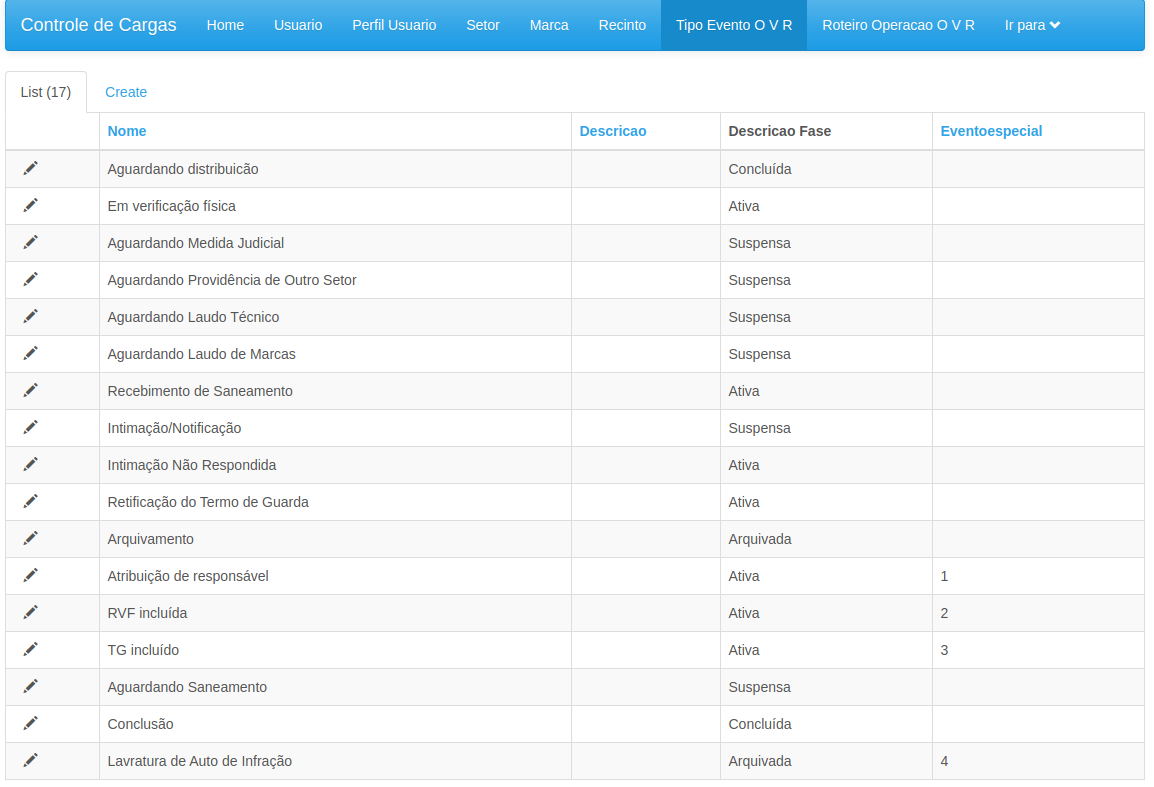 Controle de Cargas Home Usuario Perfil Usuario Setor Marca Recinto Tipo Evento O V R Roteiro Operacao O V R Ir para
List (17) Create
Nome Descricao Descricao Fase Eventoespecial
Aguardando distribuicão Concluída
Em verificação física Ativa
Aguardando Medida Judicial Suspensa
Aguardando Providência de Outro Setor Suspensa
Aguardando Laudo Técnico Suspensa
Aguardando Laudo de Marcas Suspensa
Recebimento de Saneamento Ativa
Intimação/Notificação Suspensa
Intimação Não Respondida Ativa
Retificação do Termo de Guarda Ativa
Arquivamento Arquivada
Atribuição de responsável Ativa 1
RVF incluída Ativa 2
TG incluído Ativa 3
Aguardando Saneamento Suspensa
Conclusão Concluída
Lavratura de Auto de Infração Arquivada 4